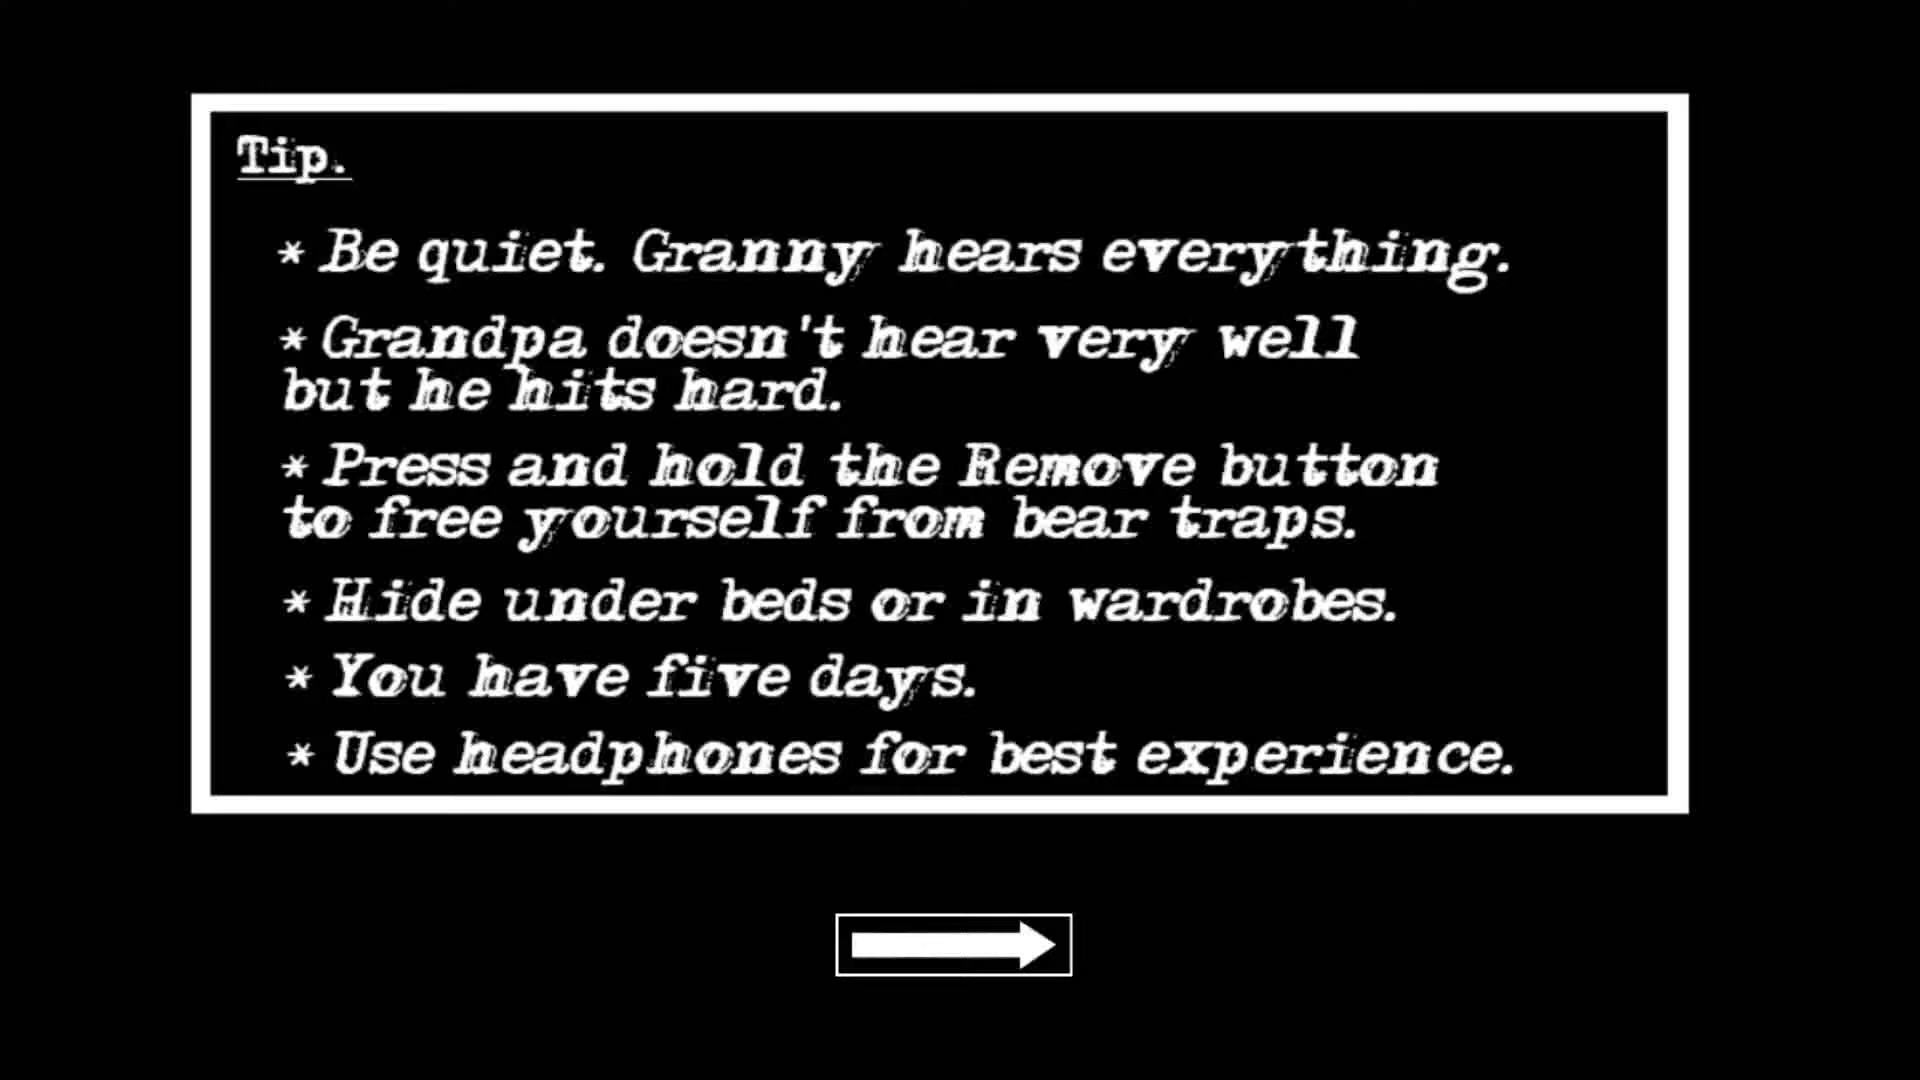 Tip.
* Be quiet. Granny hears everything.
* Grandpa doesn't hear very well
but he hits hard.
* Press and hold the Remove button
to free yourself from bear traps.
* Hide under beds or in wardrobes.
* You have five days.
* Use headphones for best experience.